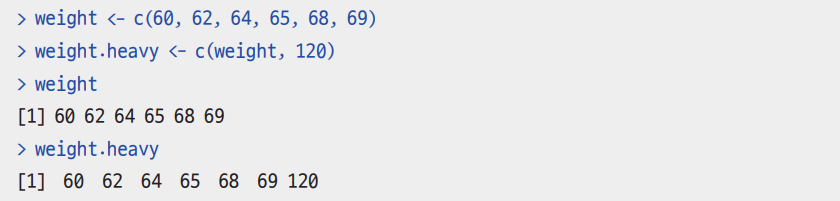 > weight <- c(60, 62, 64, 65, 68, 69)
> weight.heavy <- c(weight, 120)
> weight
[1] 60 62 64 65 68 69
> weight.heavy
[1]  60  62  64  65  68  69 120